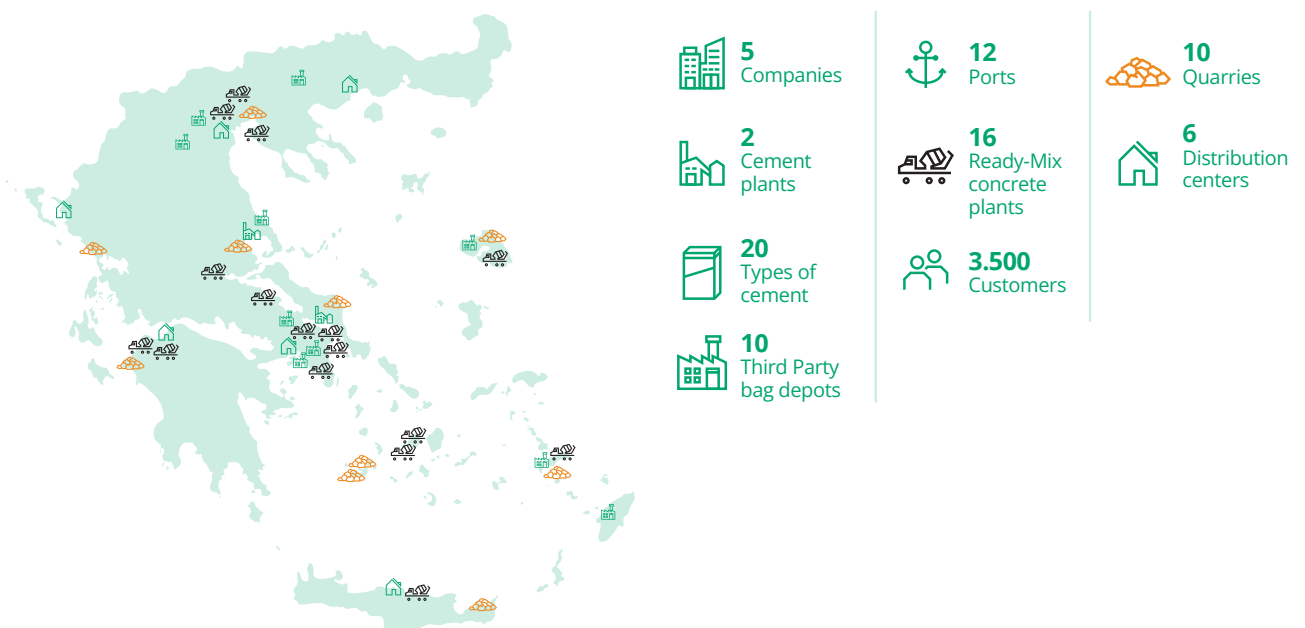 5
Companies
2
Cement
plants
20
Types of
cement
10
Third Party
bag depots
12
Ports
16
Ready-Mix
concrete
plants
3.500
Customers
10
Quarries
6
Distribution
centers